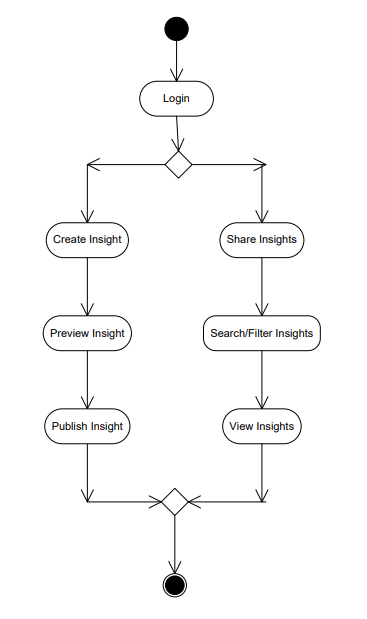 Login
Create Insight
Share Insights
Preview Insight
Search/Filter Insights
Publish Insight
View Insights